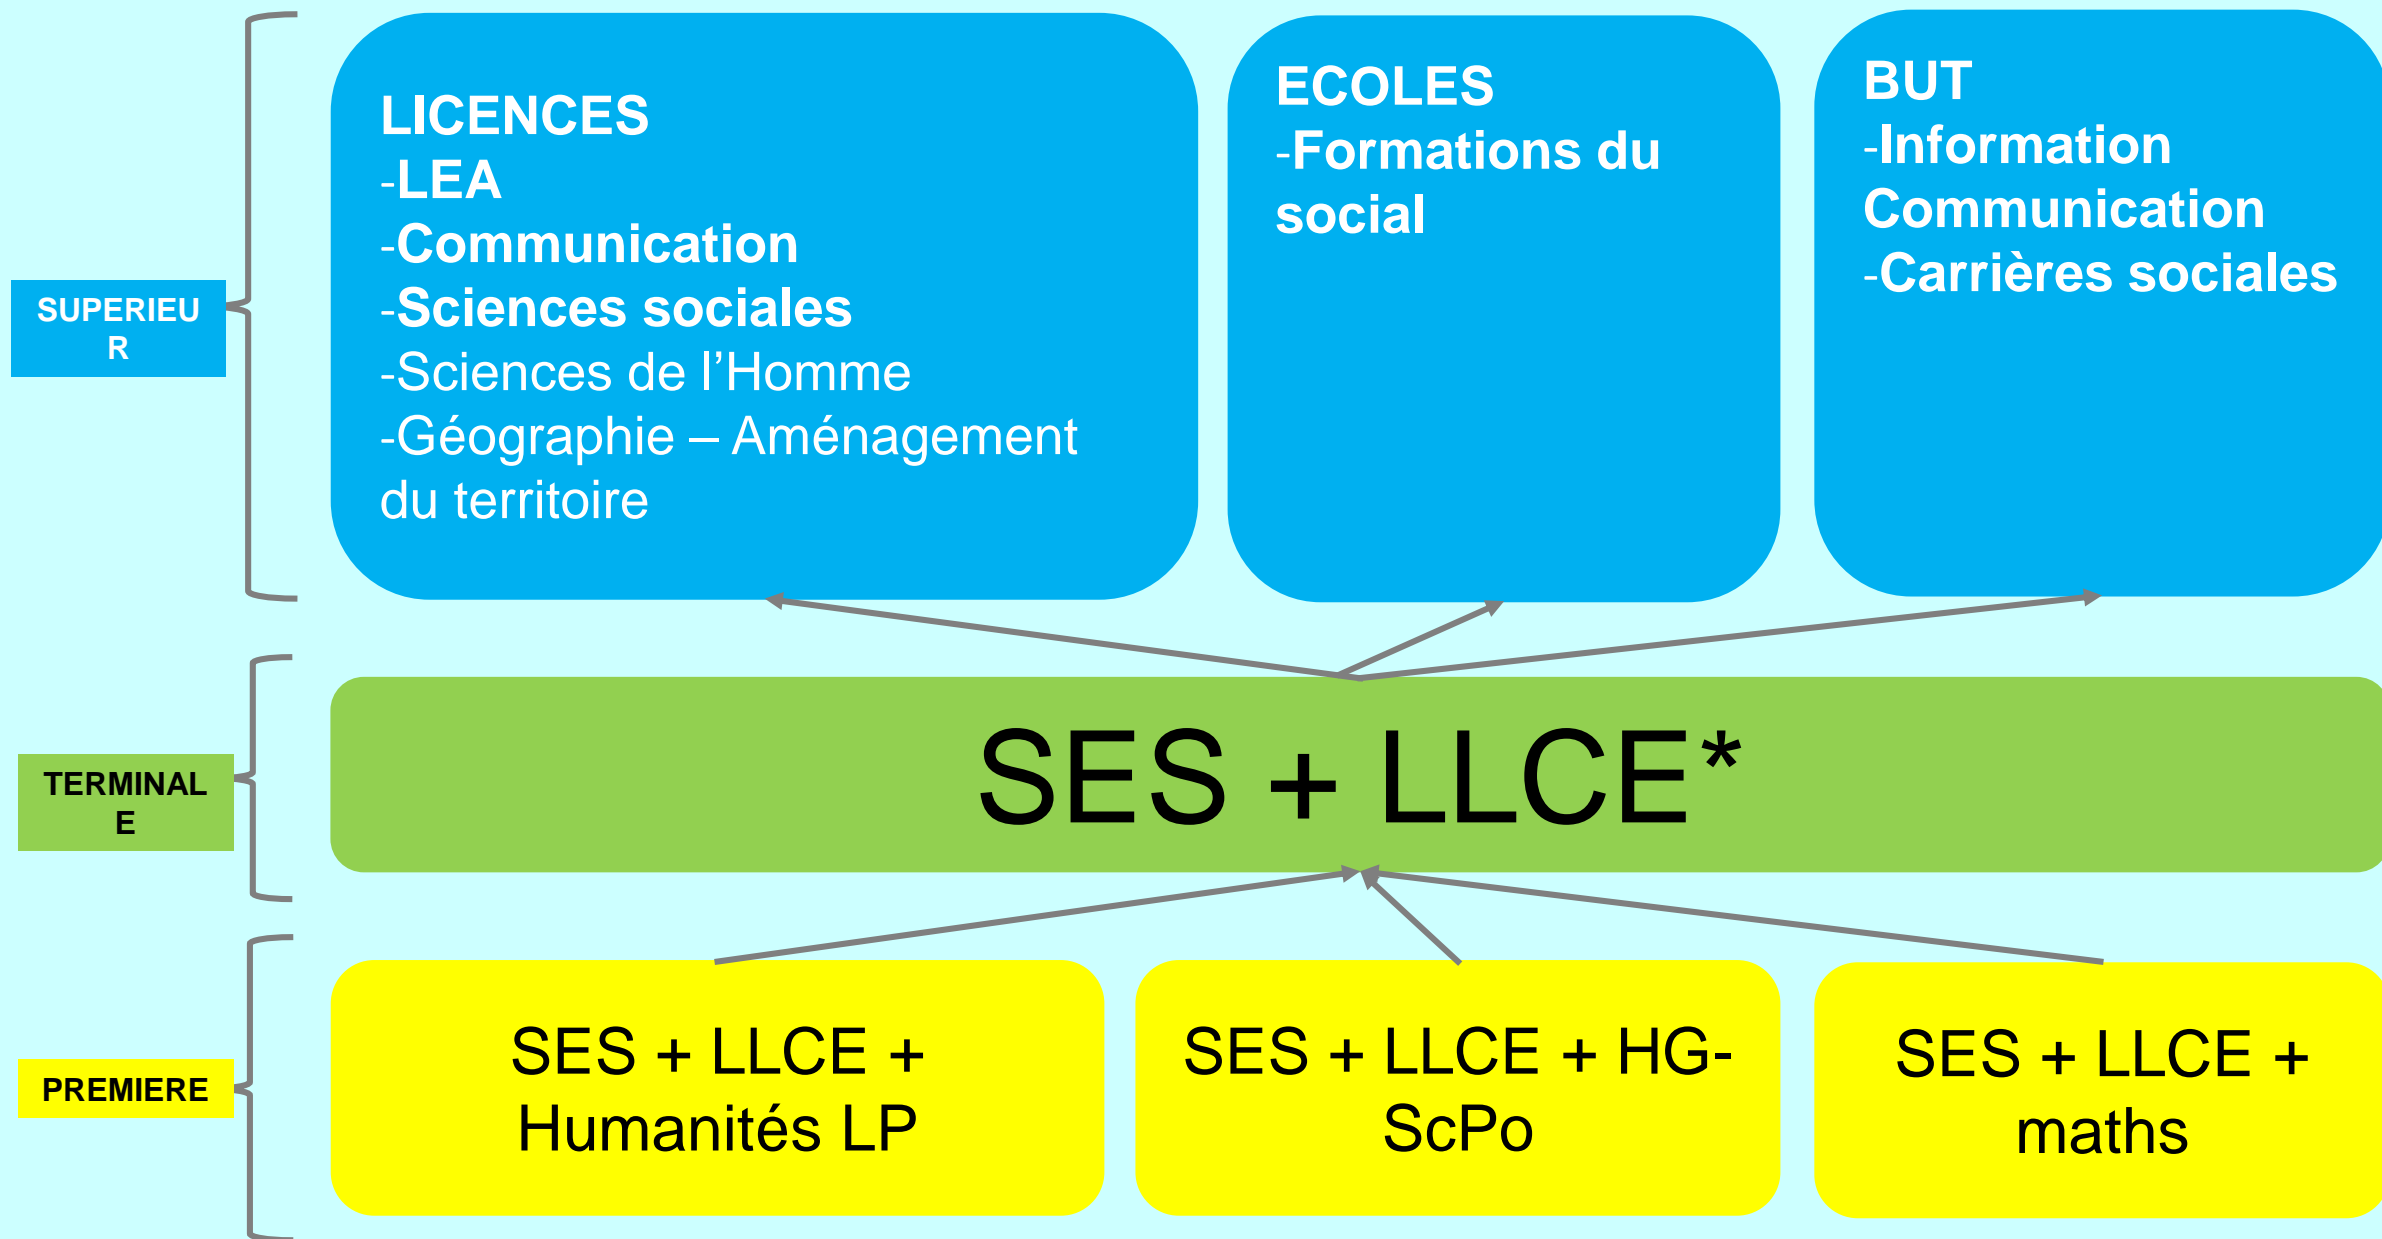 LICENCES
-LEA
-Communication
-Sciences sociales
-Sciences de l’Homme
-Géographie – Aménagement
du territoire
ECOLES
-Formations du
social
BUT
-Information
Communication
-Carrières sociales
SUPERIEU
R
TERMINAL
E
SES + LLCE*
PREMIERE
SES + LLCE +
Humanités LP
SES + LLCE + HG-
ScPo
SES + LLCE +
maths